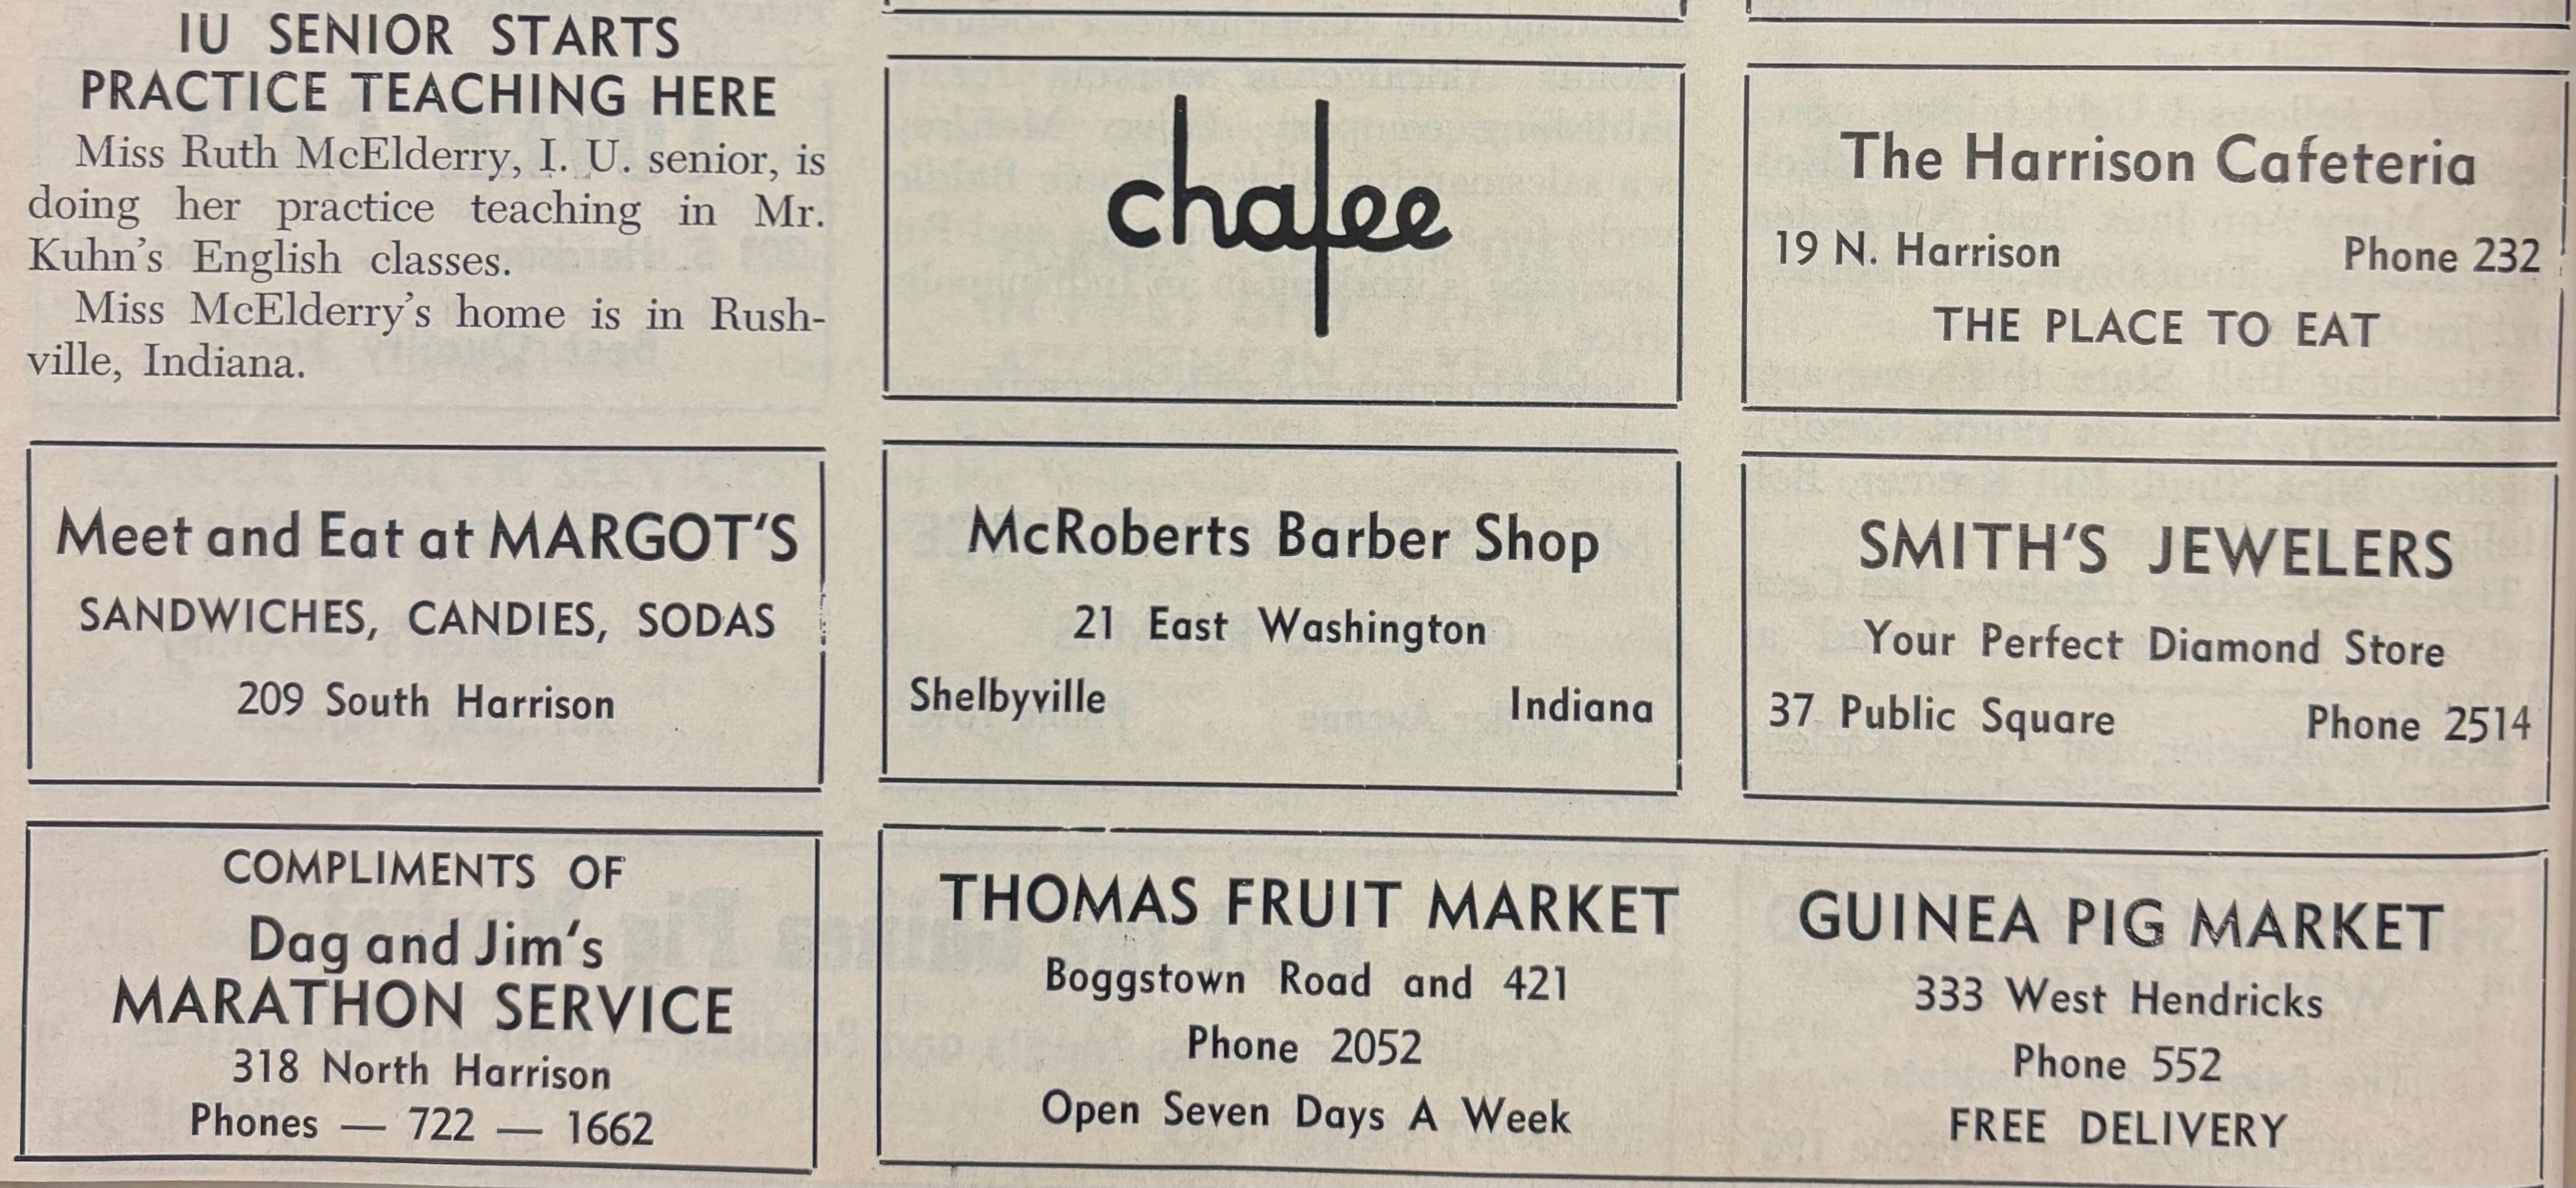 IU SENIOR STARTS
PRACTICE TEACHING HERE
Miss Ruth McElderry, I. U. senior, is
doing her practice teaching in Mr.
Kuhn's English classes.
Miss McElderry's home is in Rush-
ville, Indiana.
chafee
The Harrison Cafeteria
19 N. Harrison Phone 232
THE PLACE TO EAT
Meet and Eat at MARGOT'S
SANDWICHES, CANDIES, SODAS
209 South Harrison
McRoberts Barber Shop
21 East Washington
Shelbyville Indiana
SMITH'S JEWELERS
Your Perfect Diamond Store
37 Public Square Phone 2514
COMPLIMENTS OF
Dag and Jim's
MARATHON SERVICE
318 North Harrison
Phones — 722 — 1662
THOMAS FRUIT MARKET
Boggstown Road and 421
Phone 2052
Open Seven Days A Week
GUINEA PIG MARKET
333 West Hendricks
Phone 552
FREE DELIVERY